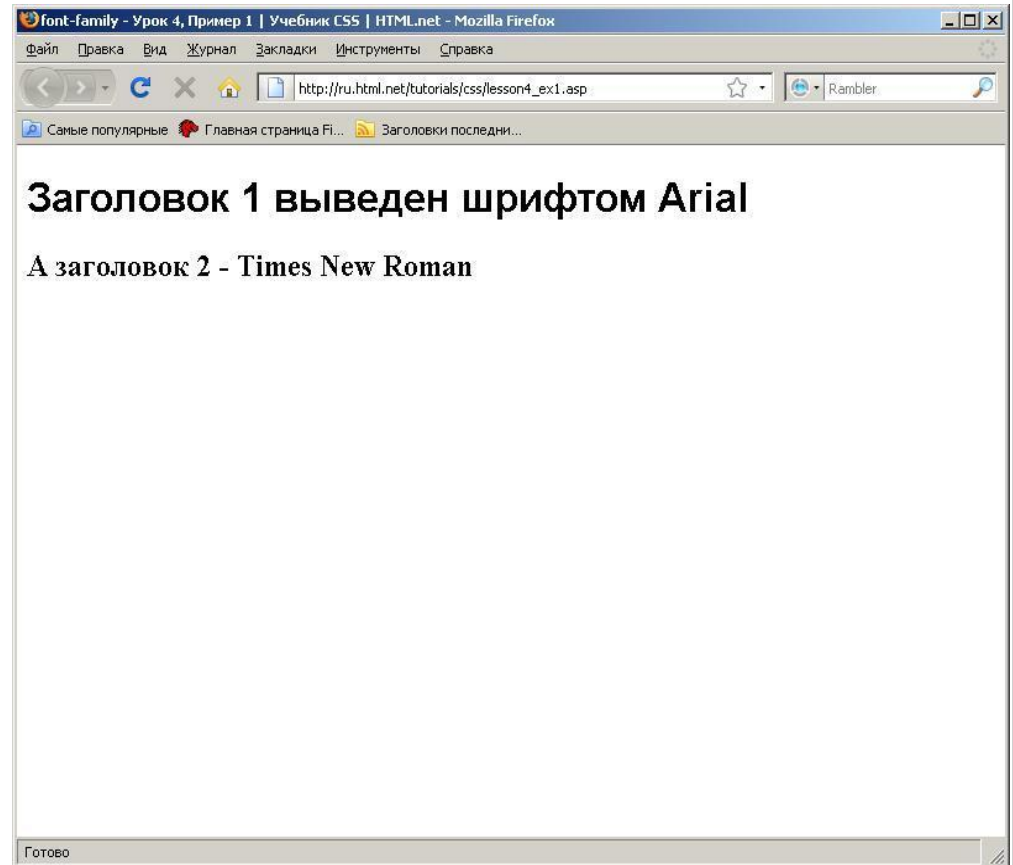 font-family - Урок 4, Пример 1 | Учебник CSS | HTML.net - Mozilla Firefox
Файл Правка Вид Журнал Закладки Инструменты Справка
http://ru.html.net/tutorials/css/lesson4_ex1.asp Rambler
Самые популярные Главная страница Fi... Заголовки последни...
Заголовок 1 выведен шрифтом Arial
А заголовок 2 - Times New Roman
Готово